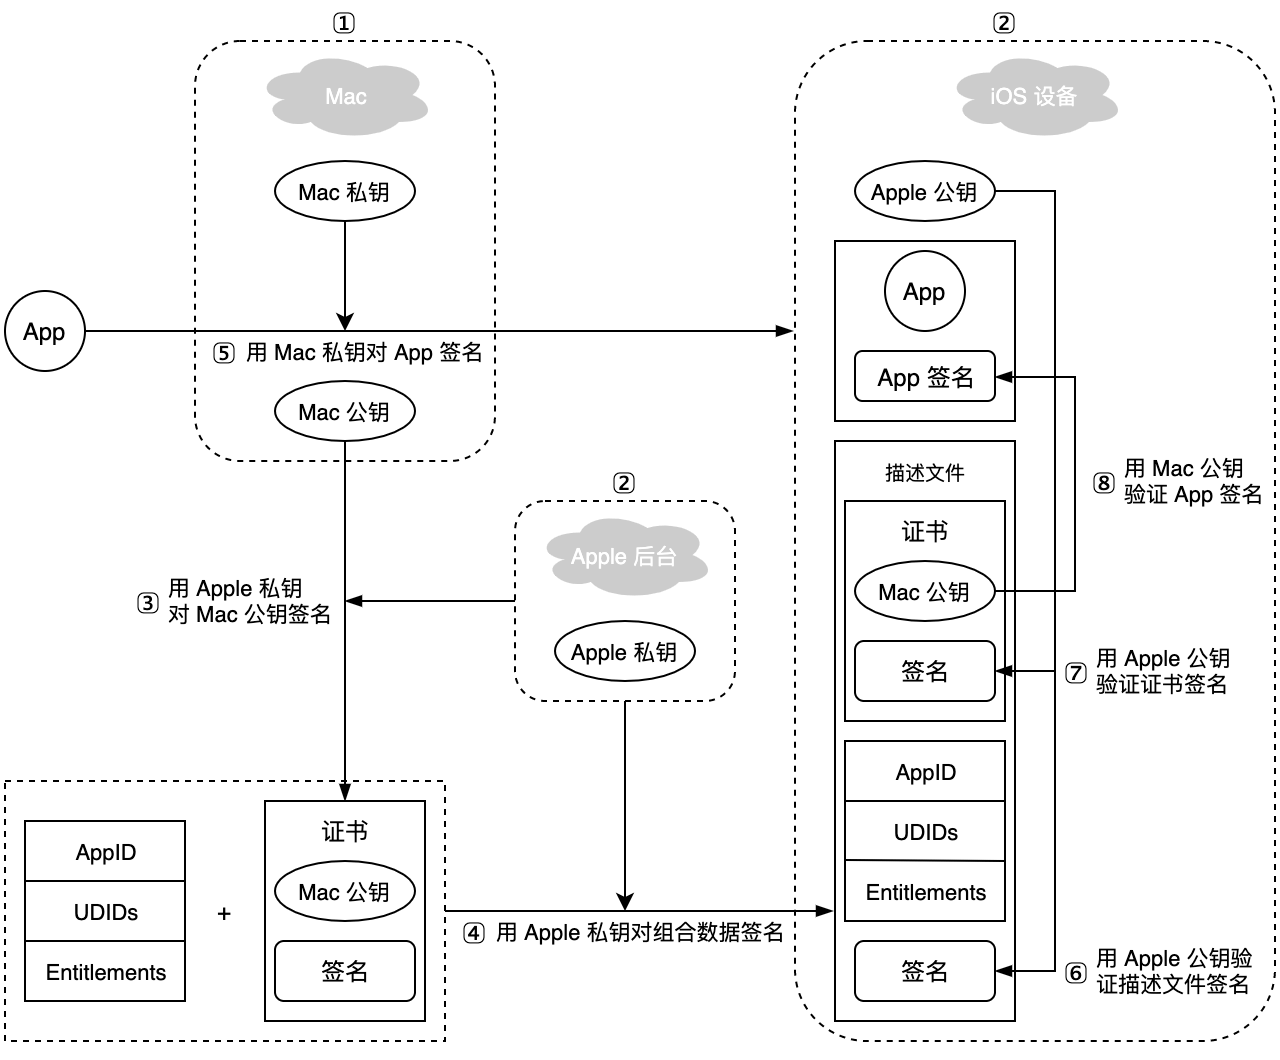 ①
②
Mac
iOS 设备
Mac 私钥
Apple 公钥
App
App
⑤ 用 Mac 私钥对 App 签名
App 签名
Mac 公钥
描述文件
⑧ 用 Mac 公钥
验证 App 签名
②
证书
Apple 后台
③ 用 Apple 私钥
对 Mac 公钥签名
Mac 公钥
Apple 私钥
签名
⑦ 用 Apple 公钥
验证证书签名
AppID
UDIDs
Entitlements
证书
AppID
Mac 公钥
UDIDs
+
Entitlements
签名
④ 用 Apple 私钥对组合数据签名
签名
⑥ 用 Apple 公钥验
证描述文件签名